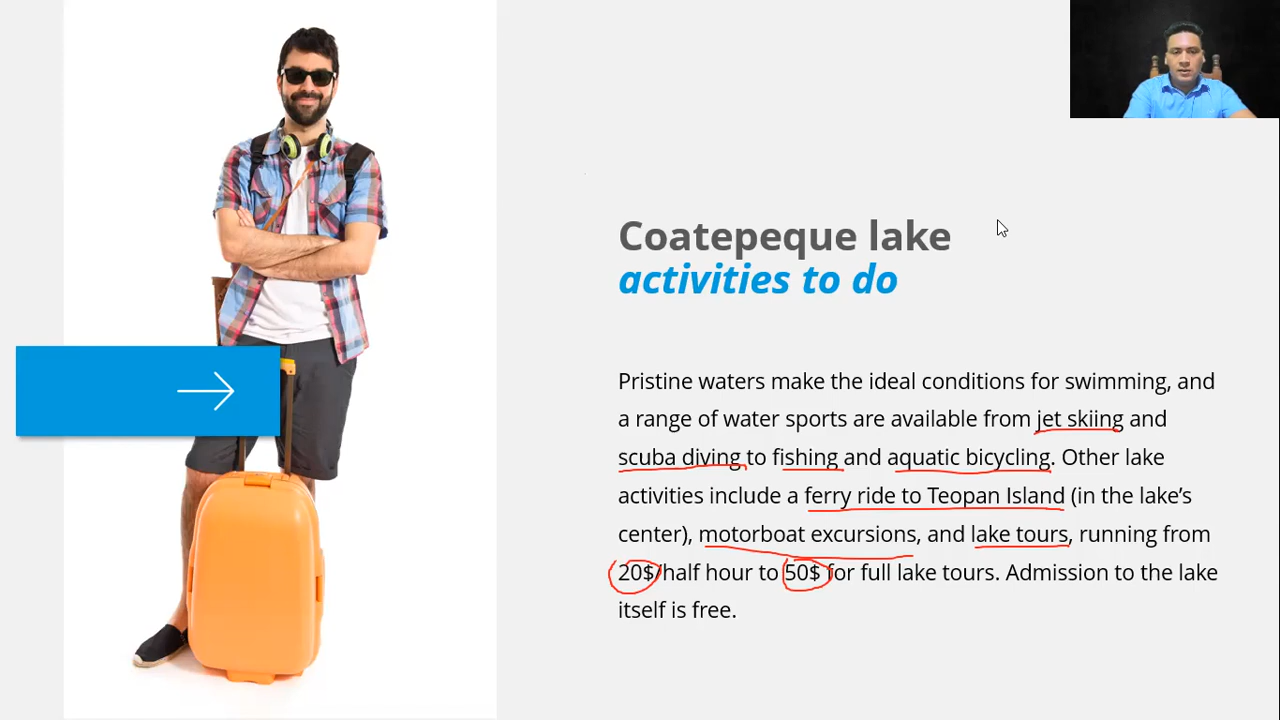 Coatepeque lake
activities to do
Pristine waters make the ideal conditions for swimming, and
a range of water sports are available from jet skiing and
scuba diving to fishing and aquatic bicycling. Other lake
activities include a ferry ride to Teopan Island (in the lake’s
center), motorboat excursions, and lake tours, running from
20$/half hour to 50$ for full lake tours. Admission to the lake
itself is free.